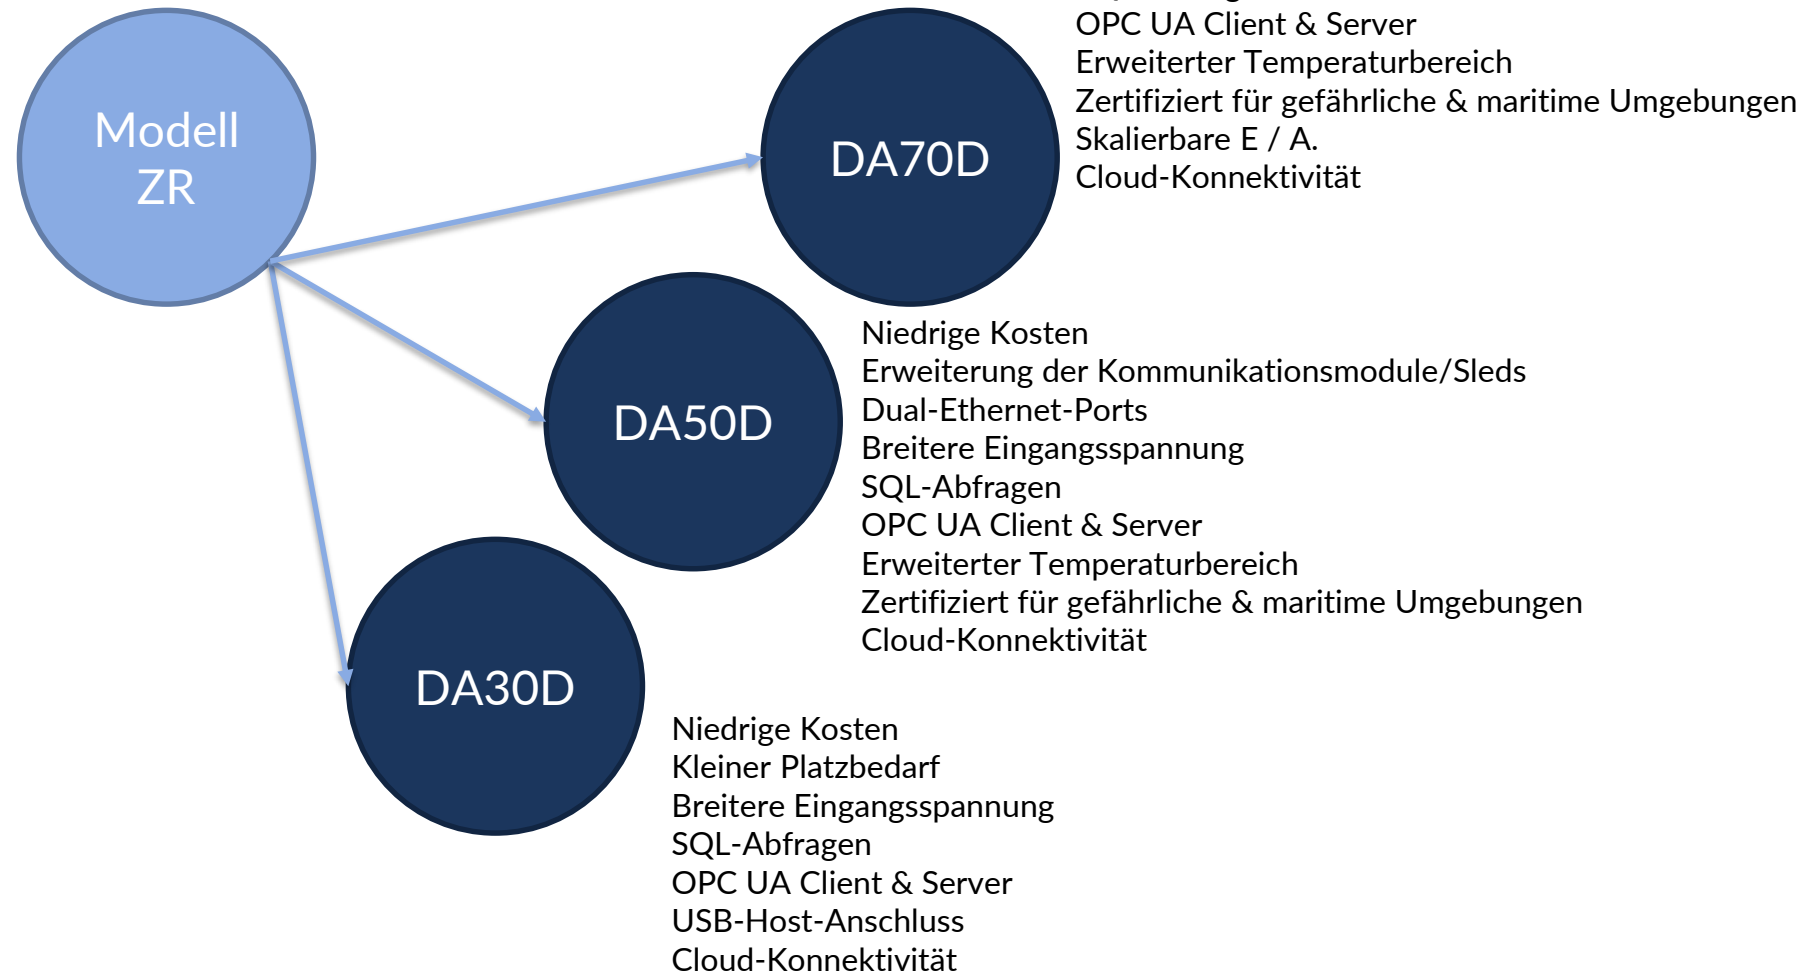 Modell
ZR
OPC UA Client & Server
Erweiterter Temperaturbereich
Zertifiziert für gefährliche & maritime Umgebungen
Skalierbare E / A.
Cloud-Konnektivität
DA70D
Niedrige Kosten
Erweiterung der Kommunikationsmodule/Sleds
Dual-Ethernet-Ports
Breitere Eingangsspannung
SQL-Abfragen
OPC UA Client & Server
Erweiterter Temperaturbereich
Zertifiziert für gefährliche & maritime Umgebungen
Cloud-Konnektivität
DA50D
DA30D
Niedrige Kosten
Kleiner Platzbedarf
Breitere Eingangsspannung
SQL-Abfragen
OPC UA Client & Server
USB-Host-Anschluss
Cloud-Konnektivität